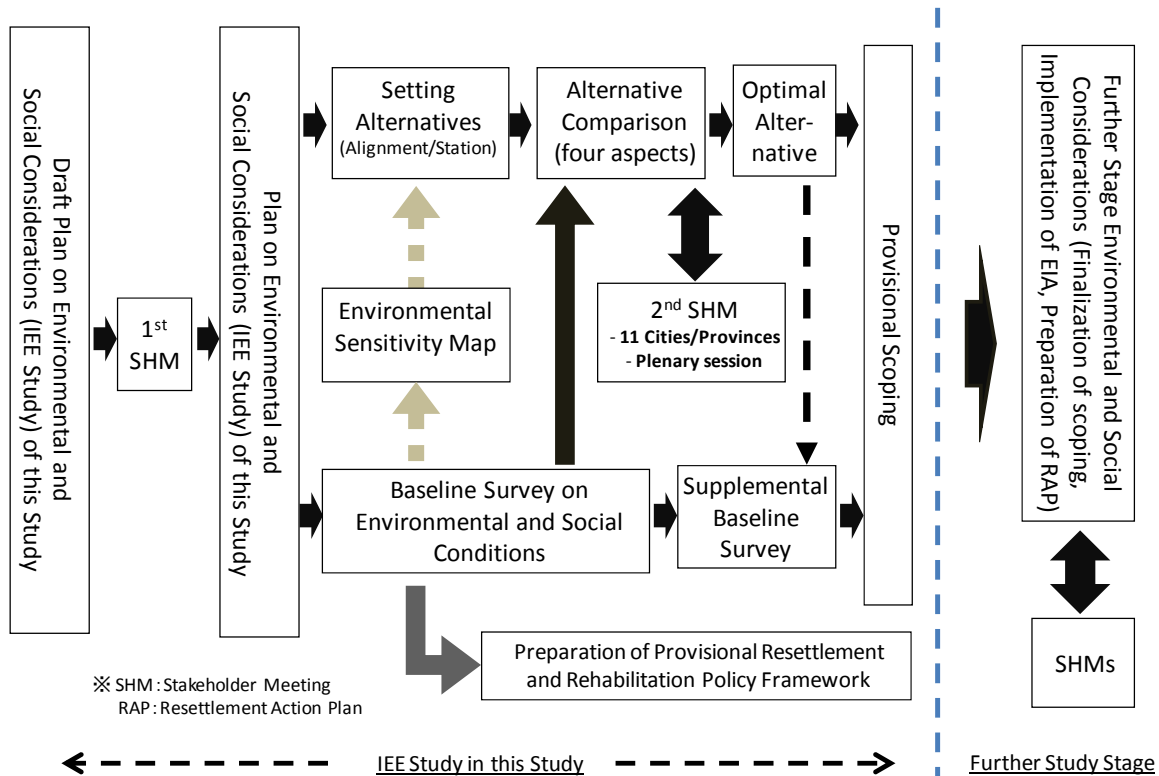 Draft Plan on Environmental and
Social Considerations (IEE Study) of this Study
1st
SHM
Plan on Environmental and
Social Considerations (IEE Study) of this Study
Setting
Alternatives
(Alignment/Station)
Alternative
Comparison
(four aspects)
Optimal
Alter-
native
Environmental
Sensitivity Map
2nd SHM
- 11 Cities/Provinces
- Plenary session
Baseline Survey on
Environmental and Social
Conditions
Supplemental
Baseline
Survey
Provisional Scoping
Preparation of Provisional Resettlement
and Rehabilitation Policy Framework
Further Stage Environmental and Social
Considerations (Finalization of scoping,
Implementation of EIA, Preparation of RAP)
SHMs
※ SHM : Stakeholder Meeting
RAP : Resettlement Action Plan
IEE Study in this Study
Further Study Stage